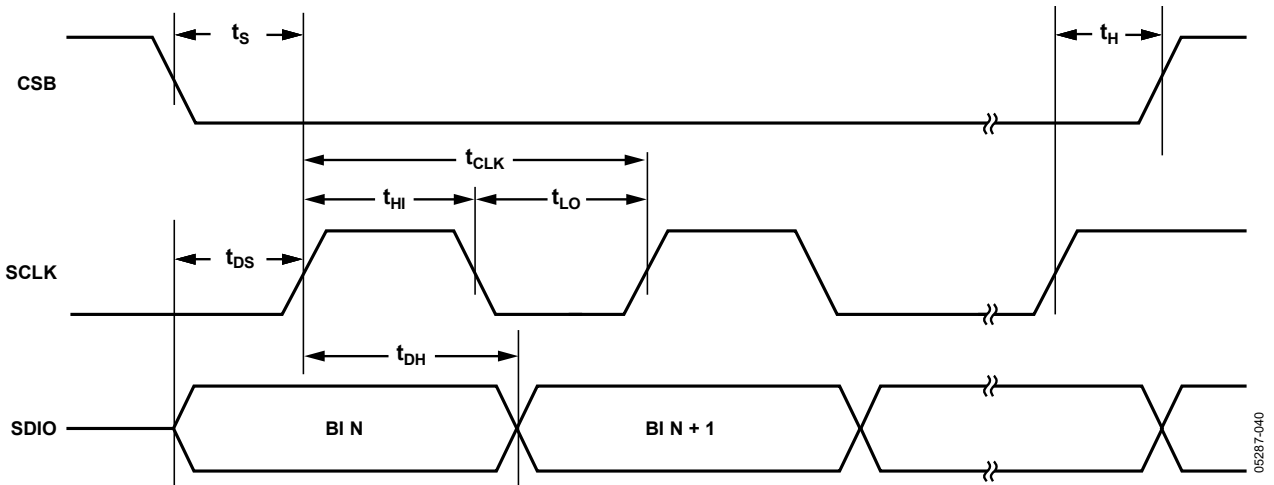 CSB
tS
tH
tCLK
tHI
tLO
SCLK
tDS
tDH
SDIO
BI N
BI N + 1
05287-040